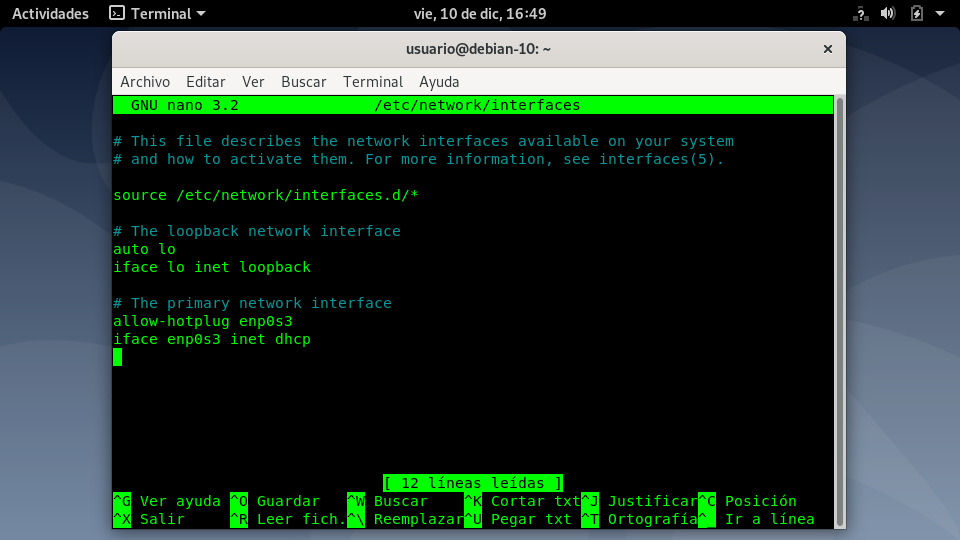 Actividades Terminal vie, 10 de dic, 16:49
usuario@debian-10: ~
Archivo Editar Ver Buscar Terminal Ayuda
GNU nano 3.2 /etc/network/interfaces
# This file describes the network interfaces available on your system
# and how to activate them. For more information, see interfaces(5).
source /etc/network/interfaces.d/*
# The loopback network interface
auto lo
iface lo inet loopback
# The primary network interface
allow-hotplug enp0s3
iface enp0s3 inet dhcp
[ 12 líneas leídas ]
^G Ver ayuda ^O Guardar ^W Buscar ^K Cortar txt ^J Justificar ^C Posición
^X Salir ^R Leer fich. ^\ Reemplazar ^U Pegar txt ^T Ortografía ^_ Ir a línea